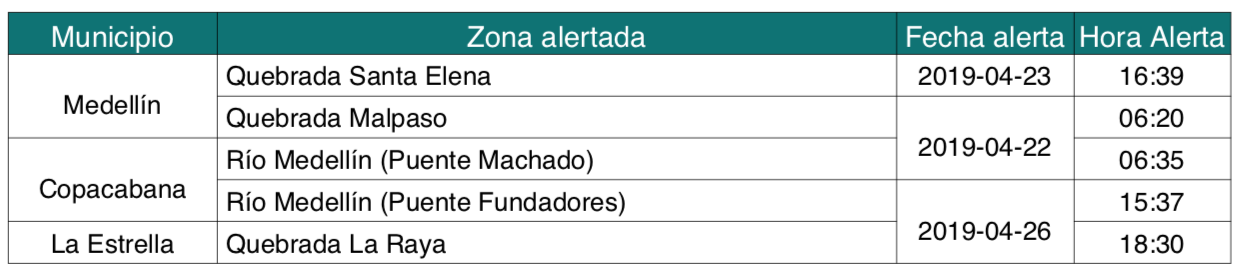 Municipio Zona alertada Fecha alerta Hora Alerta
Medellín Quebrada Santa Elena 2019-04-23 16:39
Quebrada Malpaso 2019-04-22 06:20
Copacabana Río Medellín (Puente Machado) 06:35
Río Medellín (Puente Fundadores) 2019-04-26 15:37
La Estrella Quebrada La Raya 18:30